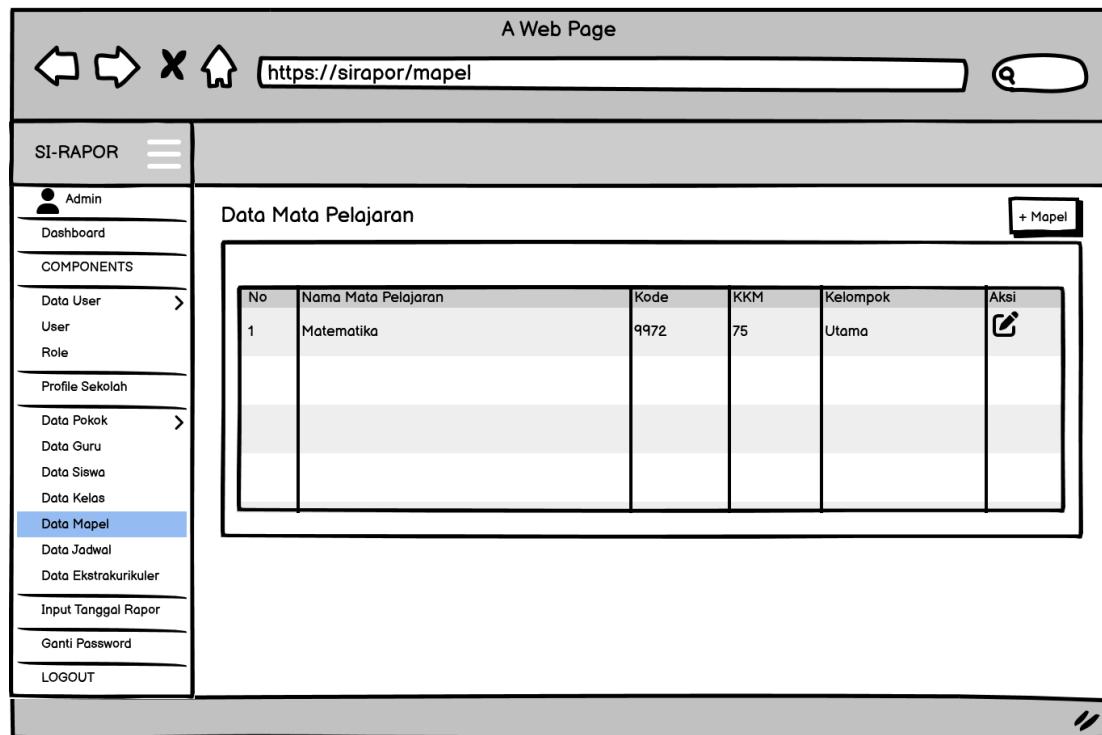 A Web Page
https://sirapor/mapel
SI-RAPOR
Admin
Dashboard
COMPONENTS
Data User
User
Role
Profile Sekolah
Data Pokok
Data Guru
Data Siswa
Data Kelas
Data Mapel
Data Jadwal
Data Ekstrakurikuler
Input Tanggal Rapor
Ganti Password
LOGOUT
Data Mata Pelajaran
+ Mapel
No Nama Mata Pelajaran Kode KKM Kelompok Aksi
1 Matematika 9972 75 Utama